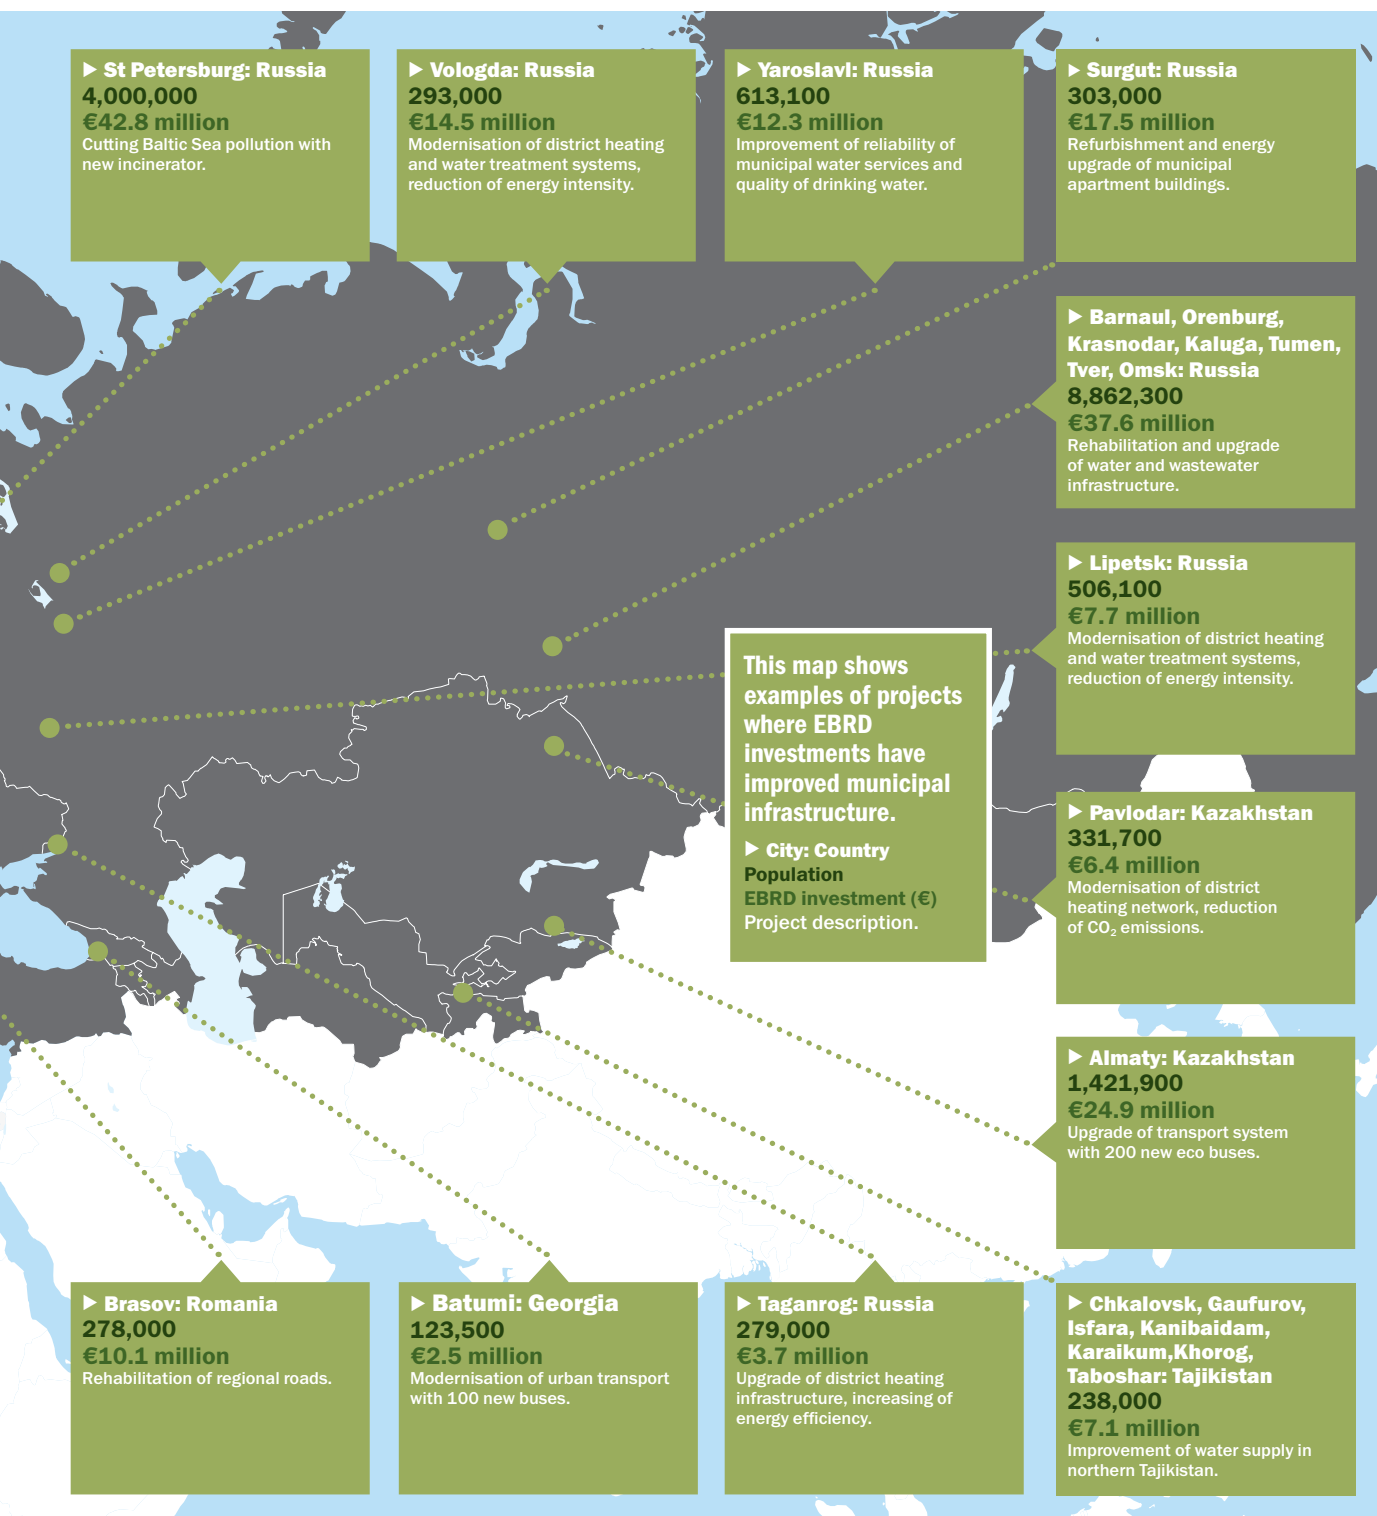 ▶ St Petersburg: Russia
4,000,000
€42.8 million
Cutting Baltic Sea pollution with
new incinerator.
▶ Vologda: Russia
293,000
€14.5 million
Modernisation of district heating
and water treatment systems,
reduction of energy intensity.
▶ Yaroslavl: Russia
613,100
€12.3 million
Improvement of reliability of
municipal water services and
quality of drinking water.
▶ Surgut: Russia
303,000
€17.5 million
Refurbishment and energy
upgrade of municipal
apartment buildings.
▶ Barnaul, Orenburg,
Krasnodar, Kaluga, Tumen,
Tver, Omsk: Russia
8,862,300
€37.6 million
Rehabilitation and upgrade
of water and wastewater
infrastructure.
▶ Lipetsk: Russia
506,100
€7.7 million
Modernisation of district heating
and water treatment systems,
reduction of energy intensity.
This map shows
examples of projects
where EBRD
investments have
improved municipal
infrastructure.
▶ City: Country
Population
EBRD investment (€)
Project description.
▶ Pavlodar: Kazakhstan
331,700
€6.4 million
Modernisation of district
heating network, reduction
of CO₂ emissions.
▶ Almaty: Kazakhstan
1,421,900
€24.9 million
Upgrade of transport system
with 200 new eco buses.
▶ Brasov: Romania
278,000
€10.1 million
Rehabilitation of regional roads.
▶ Batumi: Georgia
123,500
€2.5 million
Modernisation of urban transport
with 100 new buses.
▶ Taganrog: Russia
279,000
€3.7 million
Upgrade of district heating
infrastructure, increasing of
energy efficiency.
▶ Chkalovsk, Gaufurov,
Isfara, Kanibaidam,
Karaikum,Khorog,
Taboshar: Tajikistan
238,000
€7.1 million
Improvement of water supply in
northern Tajikistan.